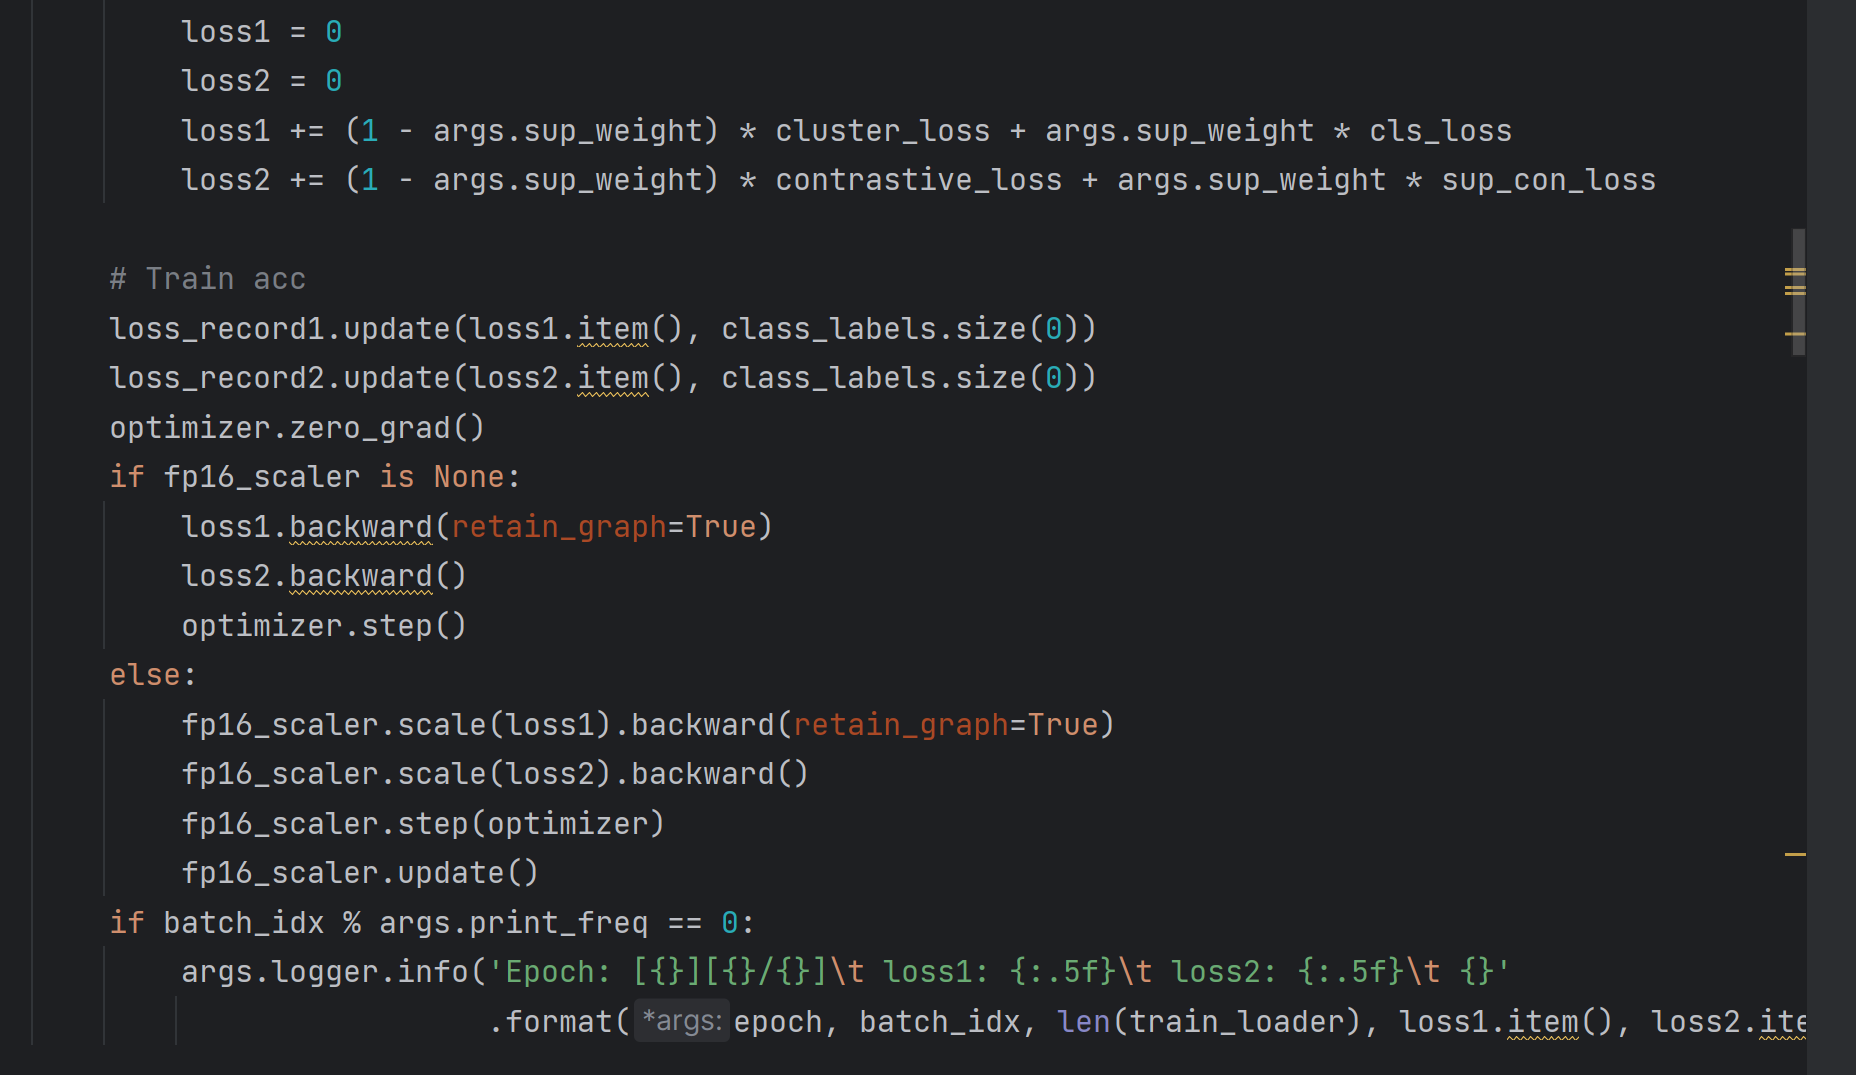 loss1 = 0
loss2 = 0
loss1 += (1 - args.sup_weight) * cluster_loss + args.sup_weight * cls_loss
loss2 += (1 - args.sup_weight) * contrastive_loss + args.sup_weight * sup_con_loss
# Train acc
loss_record1.update(loss1.item(), class_labels.size(0))
loss_record2.update(loss2.item(), class_labels.size(0))
optimizer.zero_grad()
if fp16_scaler is None:
loss1.backward(retain_graph=True)
loss2.backward()
optimizer.step()
else:
fp16_scaler.scale(loss1).backward(retain_graph=True)
fp16_scaler.scale(loss2).backward()
fp16_scaler.step(optimizer)
fp16_scaler.update()
if batch_idx % args.print_freq == 0:
args.logger.info('Epoch: [{}][{}/{}]\t loss1: {:.5f}\t loss2: {:.5f}\t {}'
.format( *args: epoch, batch_idx, len(train_loader), loss1.item(), loss2.ite